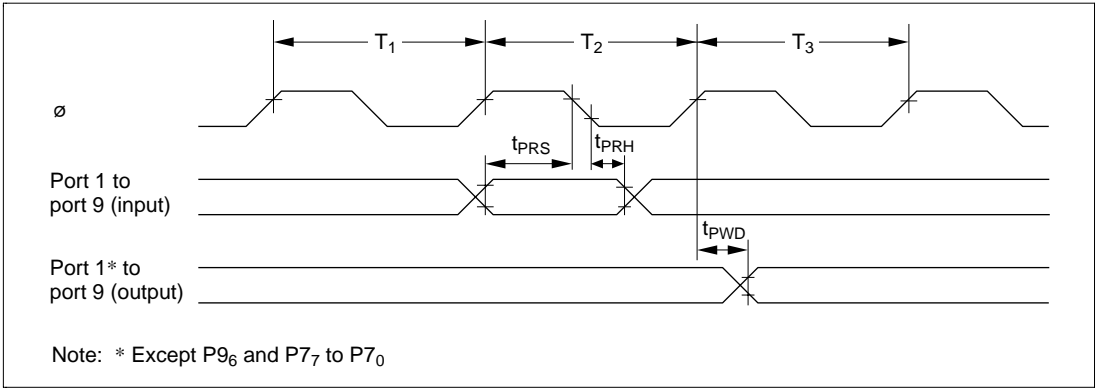 T₁ T₂ T₃
ø
tPRS tPRH
Port 1 to
port 9 (input)
tPWD
Port 1* to
port 9 (output)
Note: * Except P9₆ and P7₇ to P7₀